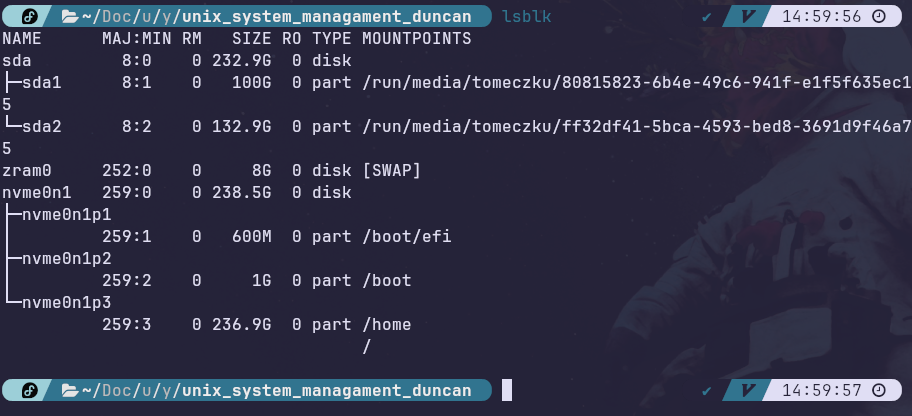 ~/Doc/u/y/unix_system_managament_duncan lsblk ✔ V 14:59:56
NAME MAJ:MIN RM SIZE RO TYPE MOUNTPOINTS
sda 8:0 0 232.9G 0 disk
├─sda1 8:1 0 100G 0 part /run/media/tomeczku/80815823-6b4e-49c6-941f-e1f5f635ec1
5
└─sda2 8:2 0 132.9G 0 part /run/media/tomeczku/ff32df41-5bca-4593-bed8-3691d9f46a7
5
zram0 252:0 0 8G 0 disk [SWAP]
nvme0n1 259:0 0 238.5G 0 disk
├─nvme0n1p1
│ 259:1 0 600M 0 part /boot/efi
├─nvme0n1p2
│ 259:2 0 1G 0 part /boot
└─nvme0n1p3
259:3 0 236.9G 0 part /home
/
~/Doc/u/y/unix_system_managament_duncan ✔ V 14:59:57